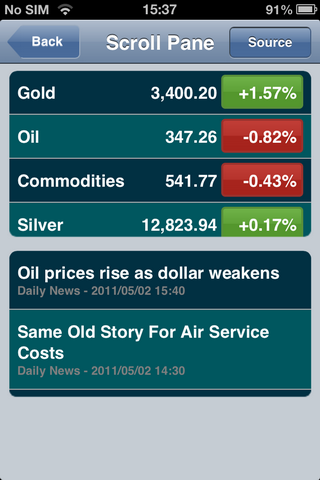 No SIM 15:37 91%
Back Scroll Pane Source
Gold 3,400.20 +1.57%
Oil 347.26 -0.82%
Commodities 541.77 -0.43%
Silver 12,823.94 +0.17%
Oil prices rise as dollar weakens
Daily News - 2011/05/02 15:40
Same Old Story For Air Service
Costs
Daily News - 2011/05/02 14:30